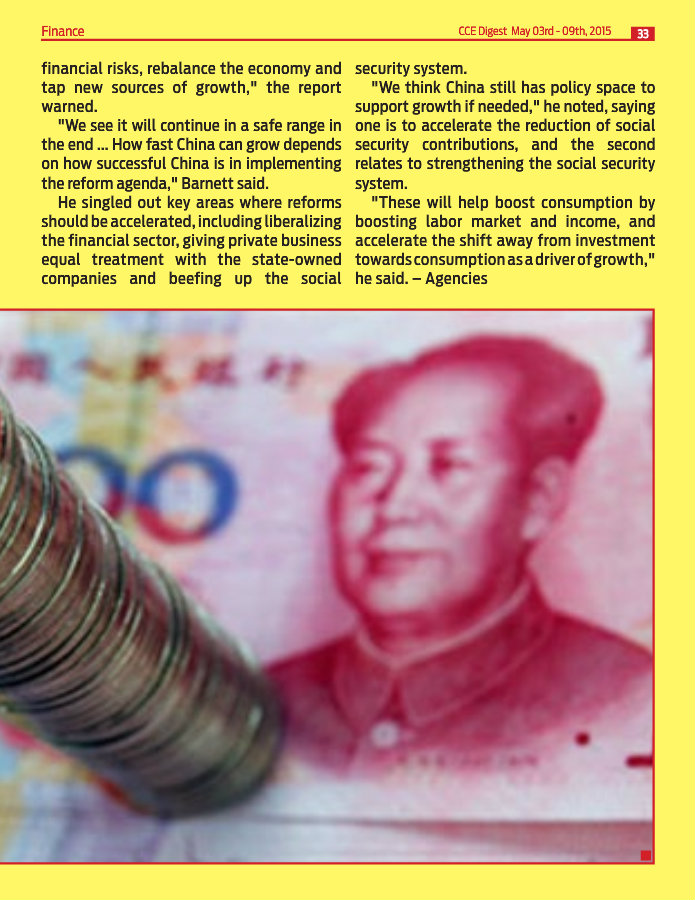 Finance
CCE Digest May 03rd - 09th, 2015
33
financial risks, rebalance the economy and
tap new sources of growth," the report
warned.
"We see it will continue in a safe range in
the end ... How fast China can grow depends
on how successful China is in implementing
the reform agenda," Barnett said.
He singled out key areas where reforms
should be accelerated, including liberalizing
the financial sector, giving private business
equal treatment with the state-owned
companies and beefing up the social
security system.
"We think China still has policy space to
support growth if needed," he noted, saying
one is to accelerate the reduction of social
security contributions, and the second
relates to strengthening the social security
system.
"These will help boost consumption by
boosting labor market and income, and
accelerate the shift away from investment
towards consumption as a driver of growth,"
he said. – Agencies
国人民银行
00